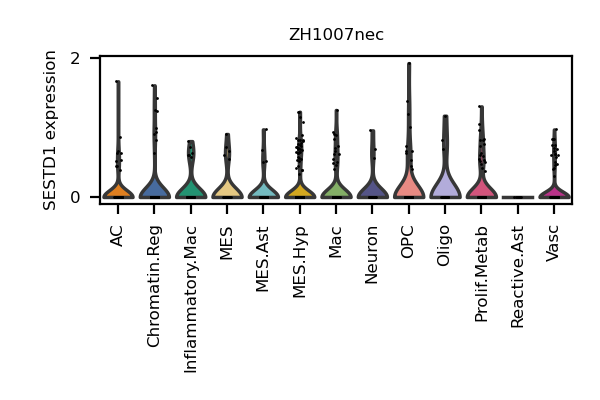 ZH1007nec
SESTD1 expression
2
0
AC
Chromatin.Reg
Inflammatory.Mac
MES
MES.Ast
MES.Hyp
Mac
Neuron
OPC
Oligo
Prolif.Metab
Reactive.Ast
Vasc